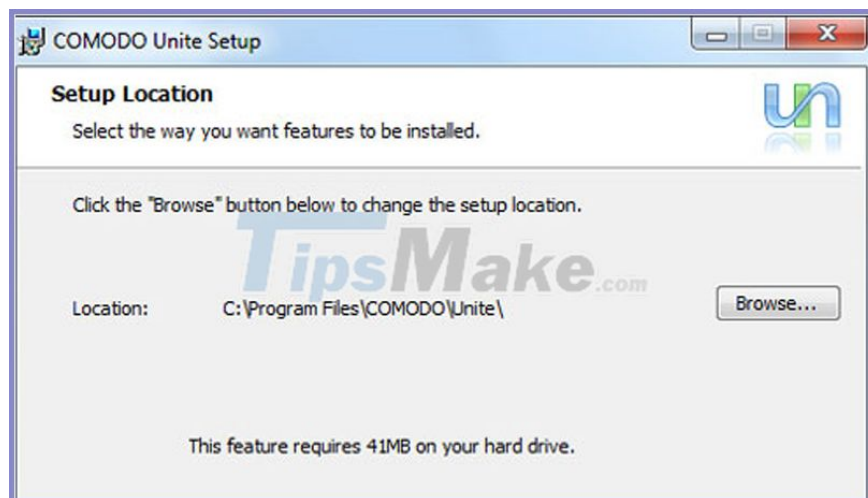 COMODO Unite Setup
Setup Location
Select the way you want features to be installed.
Click the "Browse" button below to change the setup location.
TipsMake.com
Location: C:\Program Files\COMODO\Unite\ Browse...
This feature requires 41MB on your hard drive.